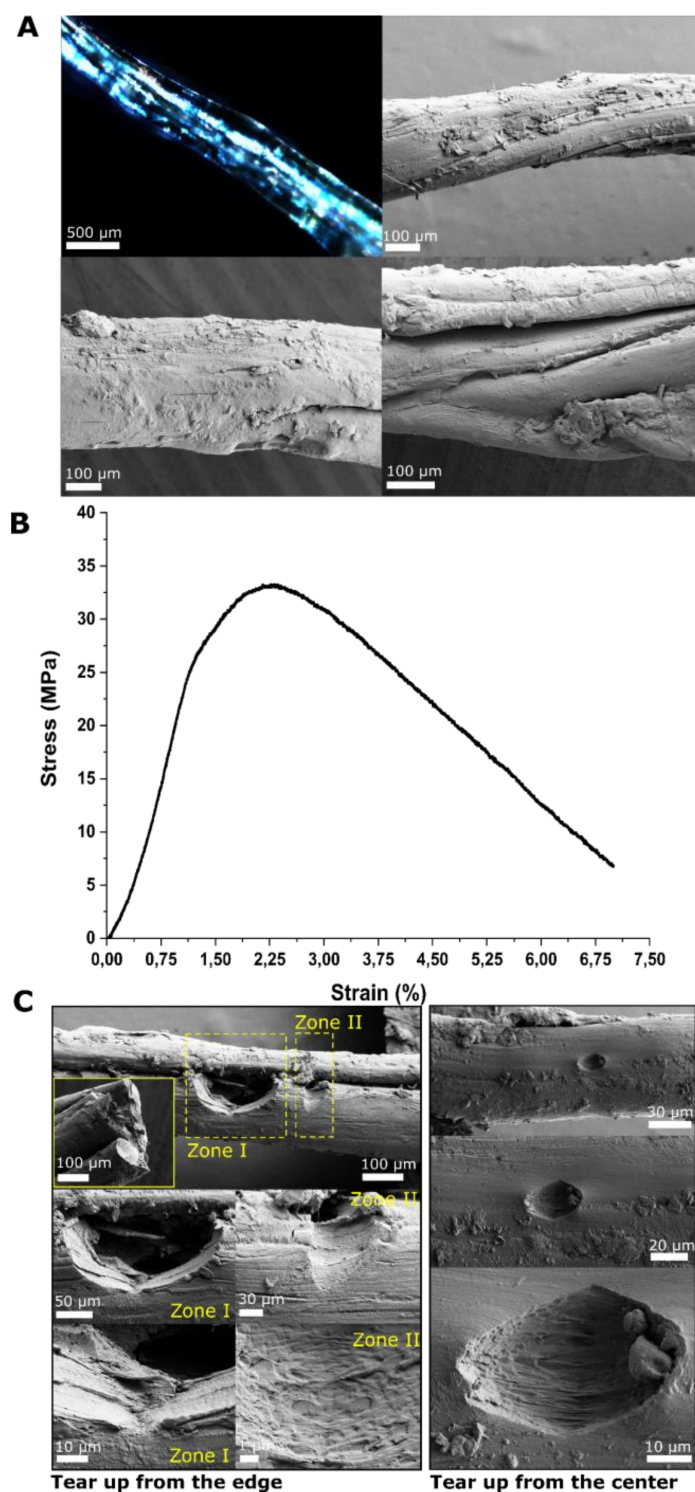 A
500 µm
100 µm
100 µm
100 µm
B
40
35
30
25
20
15
10
5
0
Stress (MPa)
0,00 0,75 1,50 2,25 3,00 3,75 4,50 5,25 6,00 6,75 7,50
Strain (%)
C
Zone II
Zone I
100 µm
100 µm
Zone II
50 µm
Zone I
30 µm
Zone II
10 µm
Zone I
1 µm
Tear up from the edge
30 µm
20 µm
10 µm
Tear up from the center